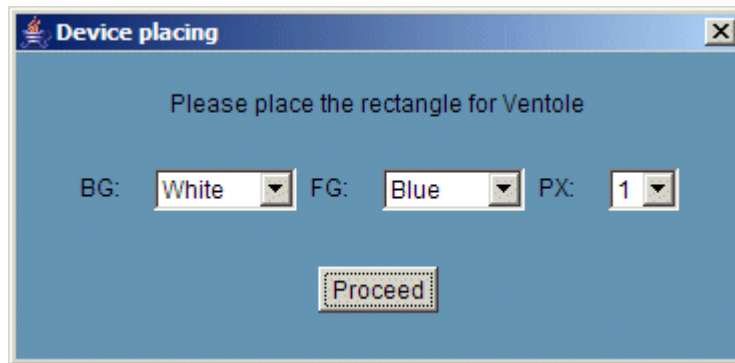 Device placing
Please place the rectangle for Ventole
BG: White FG: Blue PX: 1
Proceed